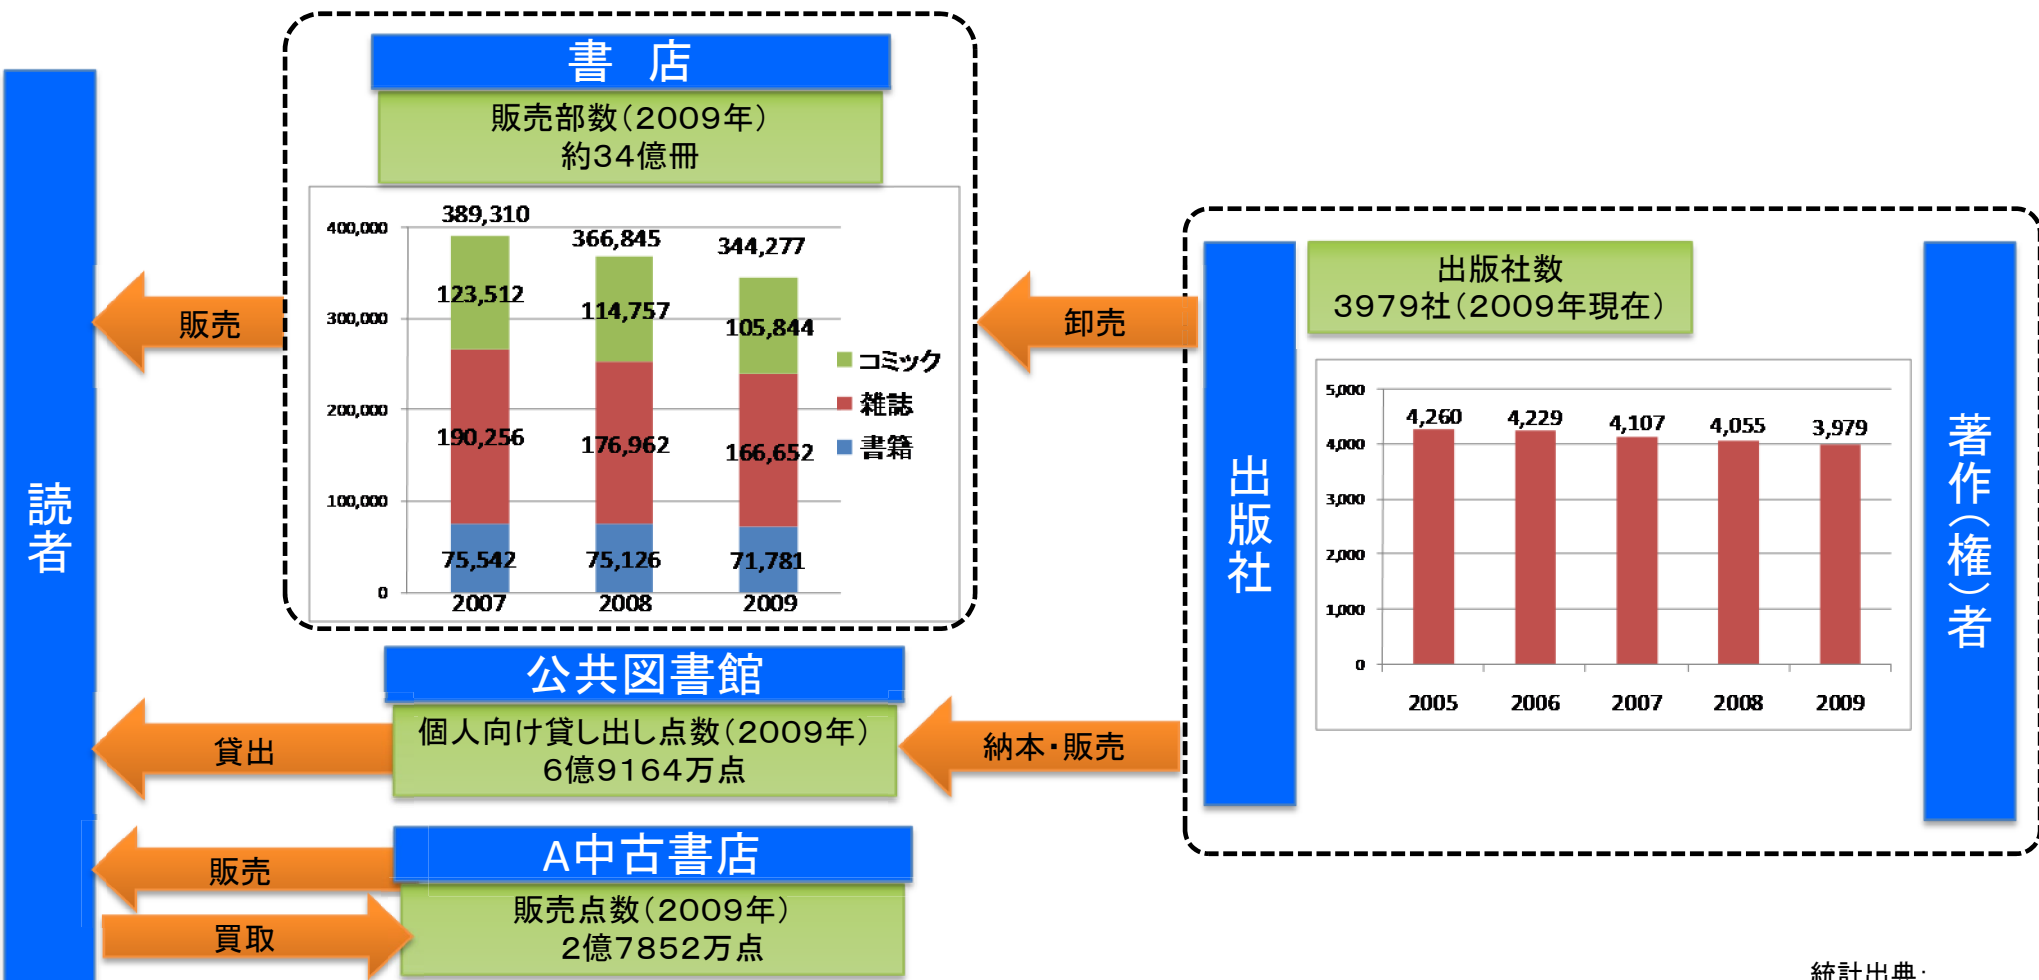 書　店
販売部数(2009年)
約34億冊
389,310
400,000
366,845
344,277
123,512
114,757
105,844
300,000
コミック
雑誌
書籍
200,000
190,256
176,962
166,652
100,000
75,542
75,126
71,781
0
2007
2008
2009
読者
販売
卸売
出版社
出版社数
3979社(2009年現在)
5,000
4,260
4,229
4,107
4,055
3,979
4,000
3,000
2,000
1,000
0
2005
2006
2007
2008
2009
著作(権)者
公共図書館
個人向け貸し出し点数(2009年)
6億9164万点
貸出
納本・販売
A中古書店
販売点数(2009年)
2億7852万点
販売
買取
統計出典: